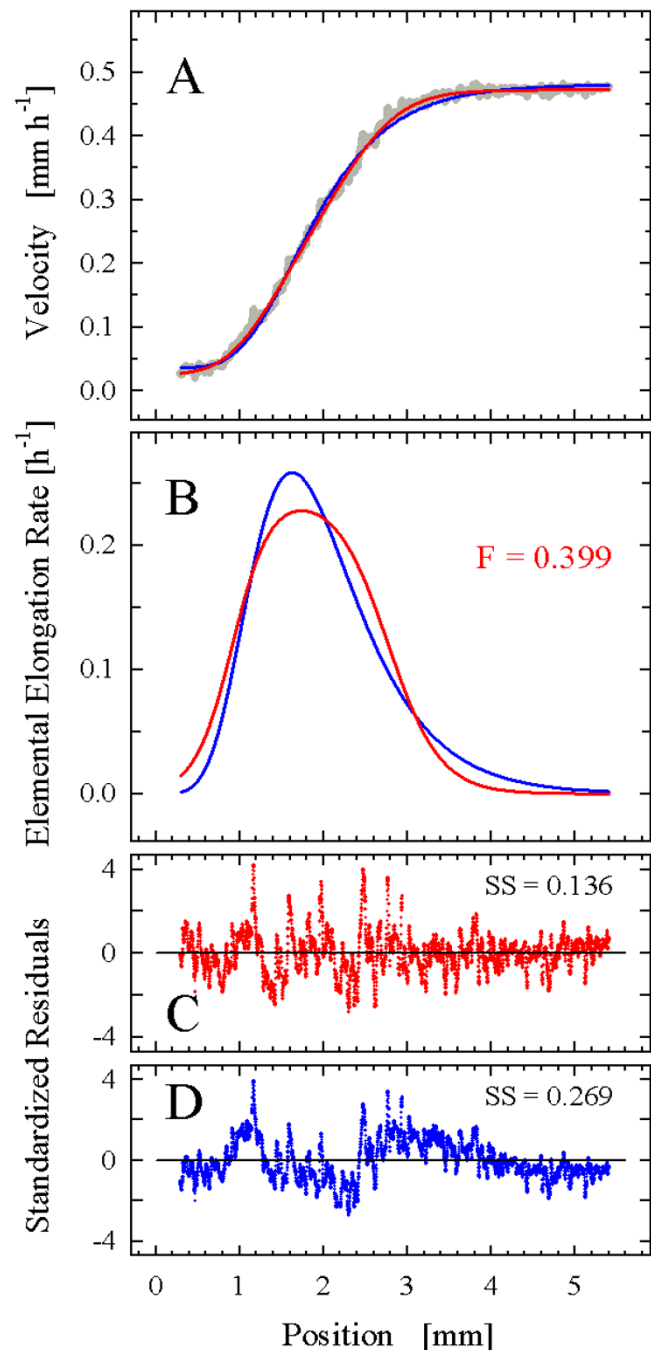 A
Velocity [mm h⁻¹]
0.5
0.4
0.3
0.2
0.1
0.0
B
Elemental Elongation Rate [h⁻¹]
F = 0.399
0.2
0.1
0.0
Standardized Residuals
4
0
-4
SS = 0.136
C
4
0
-4
D
SS = 0.269
0 1 2 3 4 5
Position [mm]